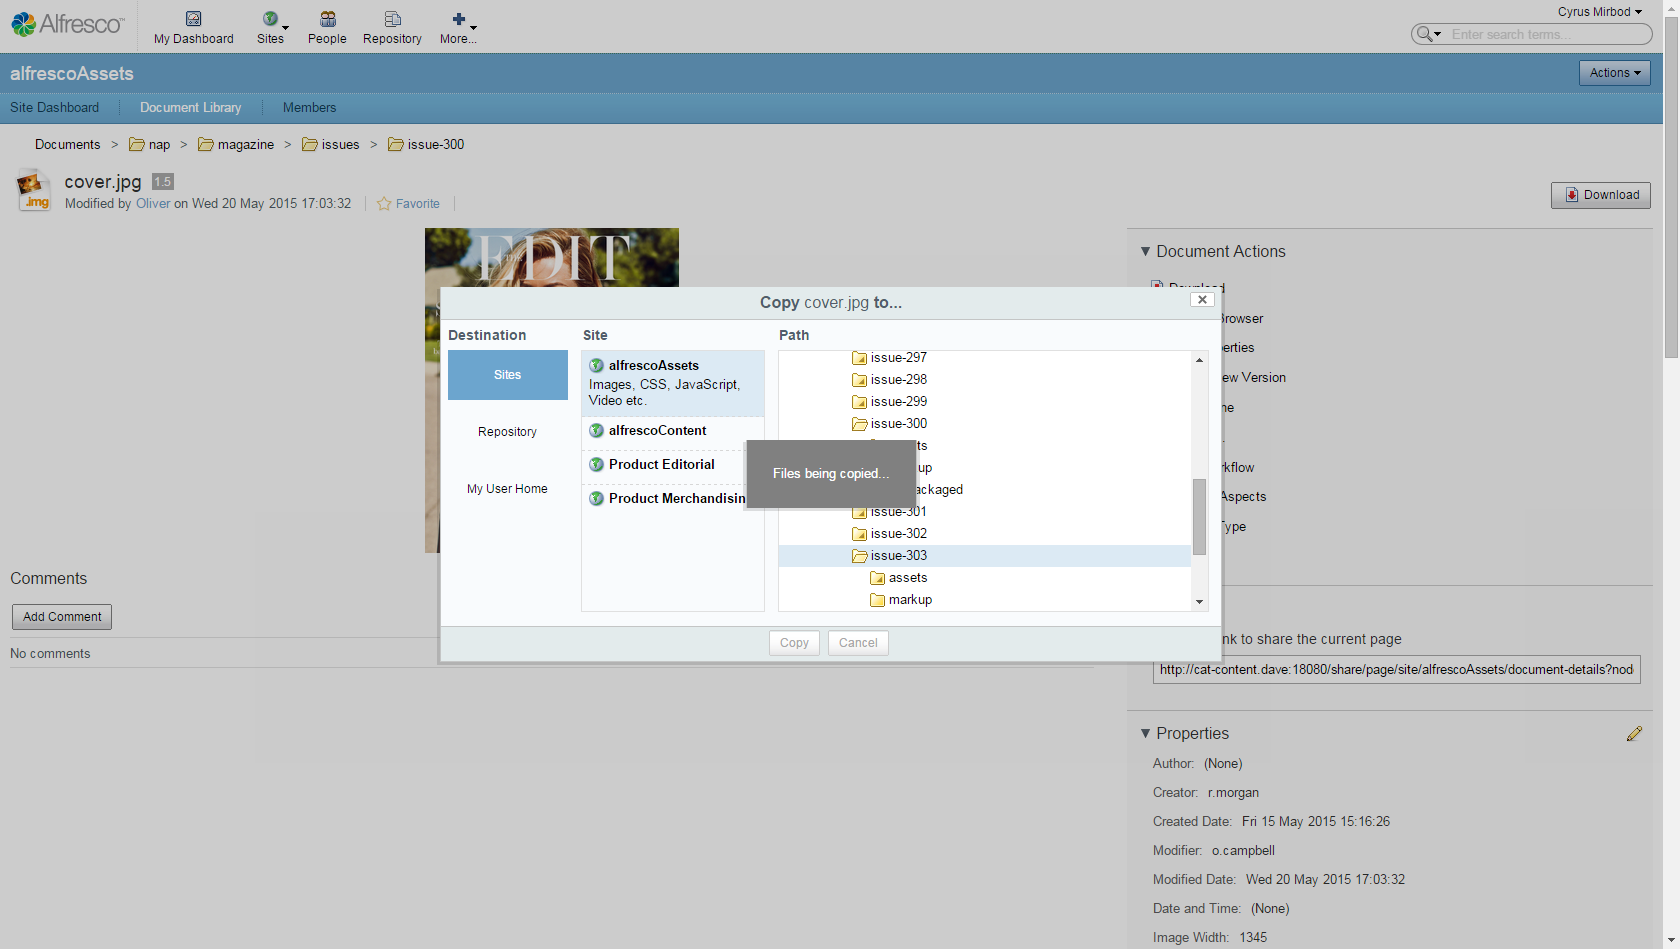 Alfresco™
My Dashboard
Sites
People
Repository
More...
Cyrus Mirbod
Enter search terms...
alfrescoAssets
Actions
Site Dashboard
Document Library
Members
Documents > nap > magazine > issues > issue-300
.img
cover.jpg 1.5
Modified by Oliver on Wed 20 May 2015 17:03:32
Favorite
Download
THE EDIT
Copy cover.jpg to...
Destination
Sites
Repository
My User Home
Site
alfrescoAssets
Images, CSS, JavaScript,
Video etc.
alfrescoContent
Product Editorial
Product Merchandisin
Path
issue-297
issue-298
issue-299
issue-300
ts
up
ackaged
issue-301
issue-302
issue-303
assets
markup
Files being copied...
Copy
Cancel
Comments
Add Comment
No comments
Document Actions
Download
Browser
erties
ew Version
ne
rkflow
Aspects
Type
nk to share the current page
http://cat-content.dave:18080/share/page/site/alfrescoAssets/document-details?nod
Properties
Author: (None)
Creator: r.morgan
Created Date: Fri 15 May 2015 15:16:26
Modifier: o.campbell
Modified Date: Wed 20 May 2015 17:03:32
Date and Time: (None)
Image Width: 1345